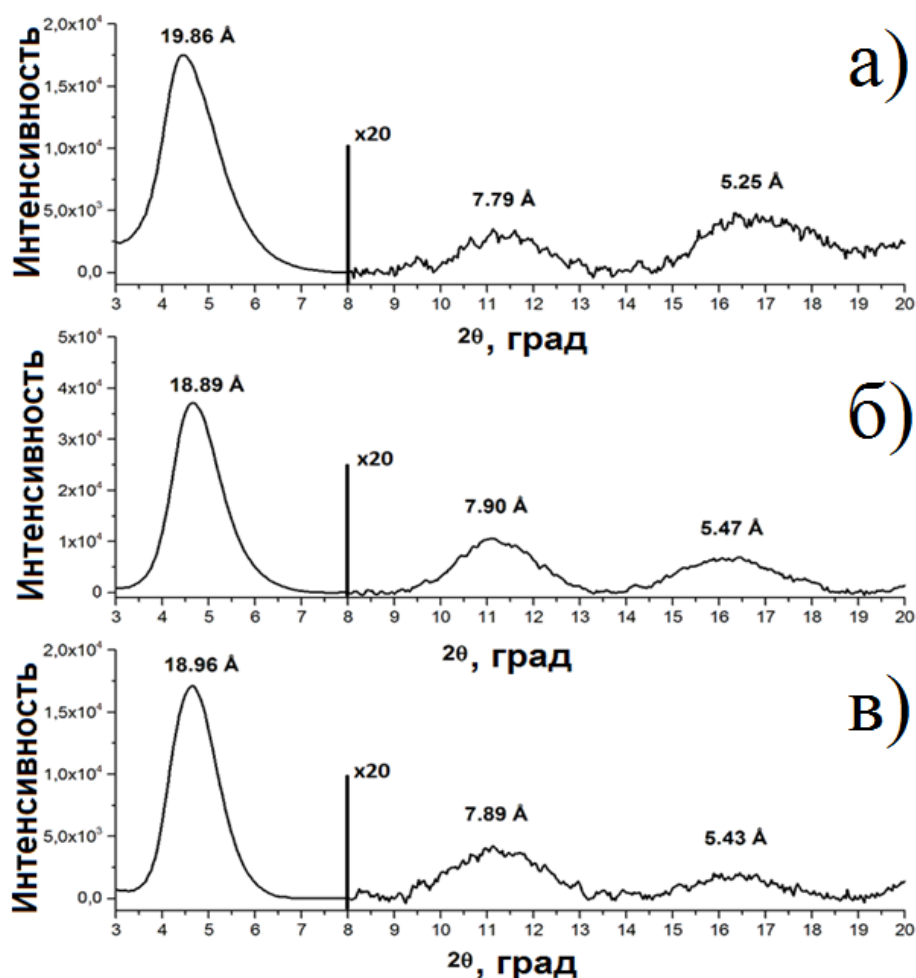 а)
Интенсивность
2,0x10⁴
1,5x10⁴
1,0x10⁴
5,0x10³
0,0
19.86 Å
x20
7.79 Å
5.25 Å
3 4 5 6 7 8 9 10 11 12 13 14 15 16 17 18 19 20
2θ, град
б)
Интенсивность
5x10⁴
4x10⁴
3x10⁴
2x10⁴
1x10⁴
0
18.89 Å
x20
7.90 Å
5.47 Å
3 4 5 6 7 8 9 10 11 12 13 14 15 16 17 18 19 20
2θ, град
в)
Интенсивность
2,0x10⁴
1,5x10⁴
1,0x10⁴
5,0x10³
0,0
18.96 Å
x20
7.89 Å
5.43 Å
3 4 5 6 7 8 9 10 11 12 13 14 15 16 17 18 19 20
2θ, град